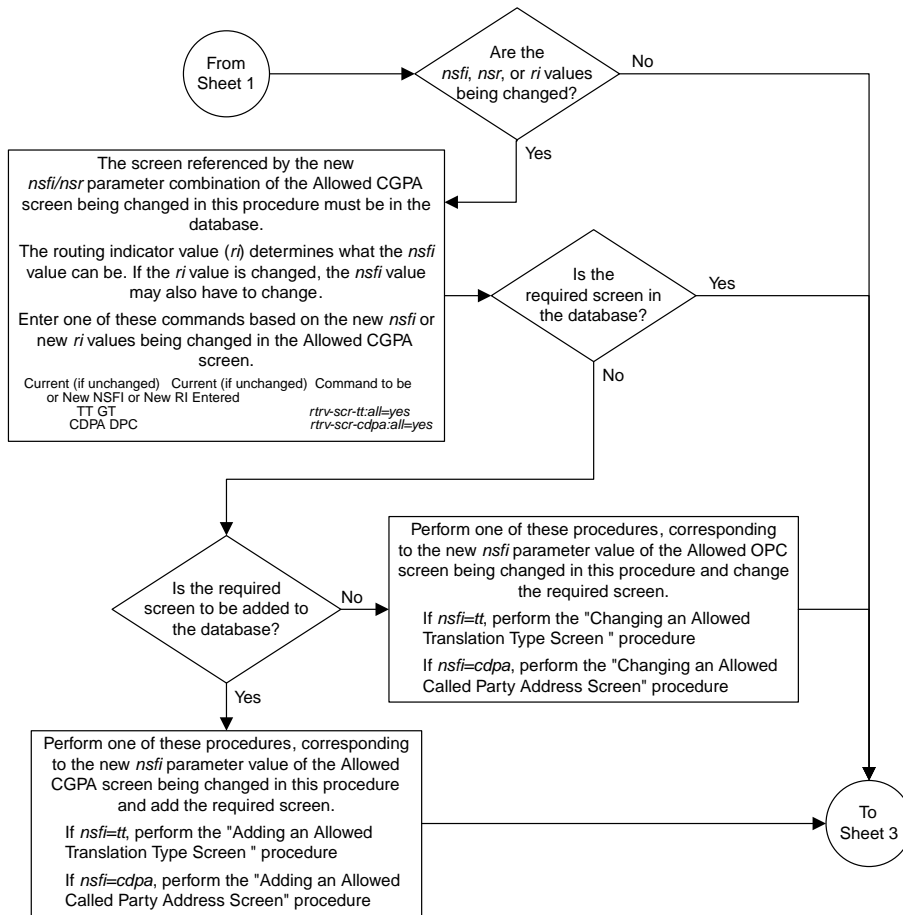 From
Sheet 1
Are the
nsfi, nsr, or ri values
being changed?
No
Yes
The screen referenced by the new
nsfi/nsr parameter combination of the Allowed CGPA
screen being changed in this procedure must be in the
database.
The routing indicator value (ri) determines what the nsfi
value can be. If the ri value is changed, the nsfi value
may also have to change.
Enter one of these commands based on the new nsfi or
new ri values being changed in the Allowed CGPA
screen.
Current (if unchanged) Current (if unchanged) Command to be
or New NSFI or New RI Entered
TT GT rtrv-scr-tt:all=yes
CDPA DPC rtrv-scr-cdpa:all=yes
Is the
required screen in
the database?
Yes
No
Is the required
screen to be added to
the database?
No
Yes
Perform one of these procedures, corresponding
to the new nsfi parameter value of the Allowed OPC
screen being changed in this procedure and change
the required screen.
If nsfi=tt, perform the "Changing an Allowed
Translation Type Screen " procedure
If nsfi=cdpa, perform the "Changing an Allowed
Called Party Address Screen" procedure
Perform one of these procedures, corresponding
to the new nsfi parameter value of the Allowed
CGPA screen being changed in this procedure
and add the required screen.
If nsfi=tt, perform the "Adding an Allowed
Translation Type Screen " procedure
If nsfi=cdpa, perform the "Adding an Allowed
Called Party Address Screen" procedure
To
Sheet 3